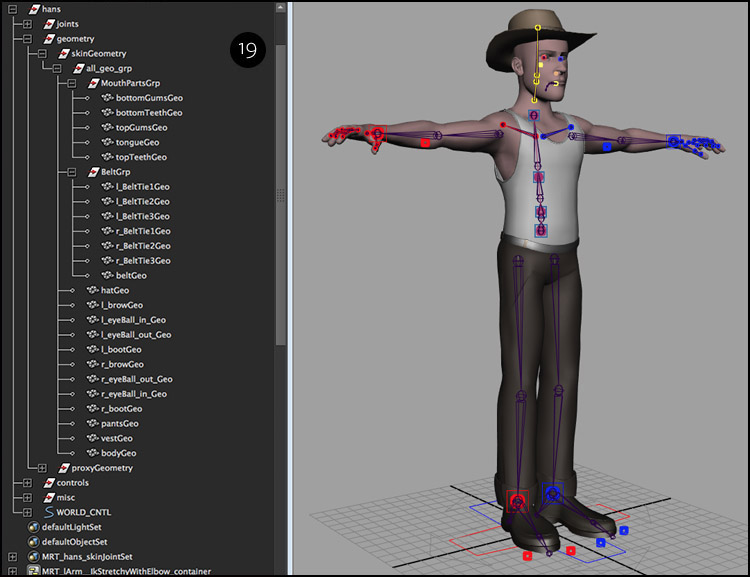 hans
joints
geometry
19
skinGeometry
all_geo_grp
MouthPartsGrp
bottomGumsGeo
bottomTeethGeo
topGumsGeo
tongueGeo
topTeethGeo
BeltGrp
l_BeltTie1Geo
l_BeltTie2Geo
l_BeltTie3Geo
r_BeltTie1Geo
r_BeltTie2Geo
r_BeltTie3Geo
beltGeo
hatGeo
l_browGeo
l_eyeBall_in_Geo
l_eyeBall_out_Geo
l_bootGeo
r_browGeo
r_eyeBall_out_Geo
r_eyeBall_in_Geo
r_bootGeo
pantsGeo
vestGeo
bodyGeo
proxyGeometry
controls
misc
WORLD_CNTL
defaultLightSet
defaultObjectSet
MRT_hans_skinJointSet
MRT_lArm__IkStretchyWithElbow_container